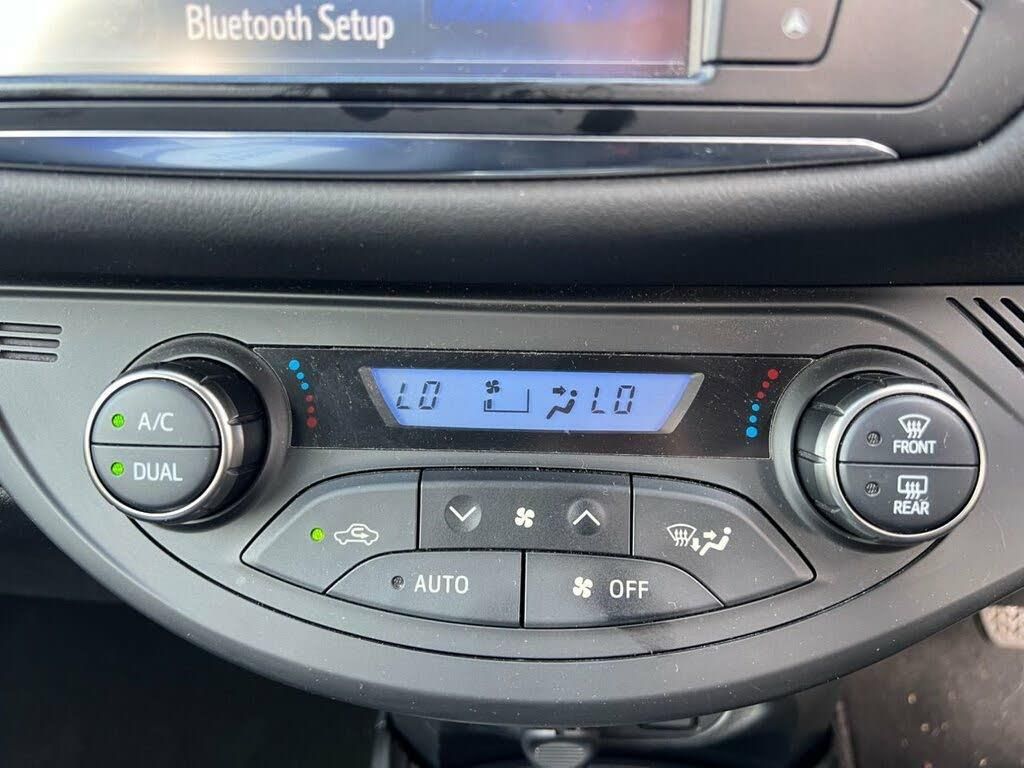 Bluetooth Setup
LO LO
A/C
DUAL
FRONT
REAR
AUTO
OFF